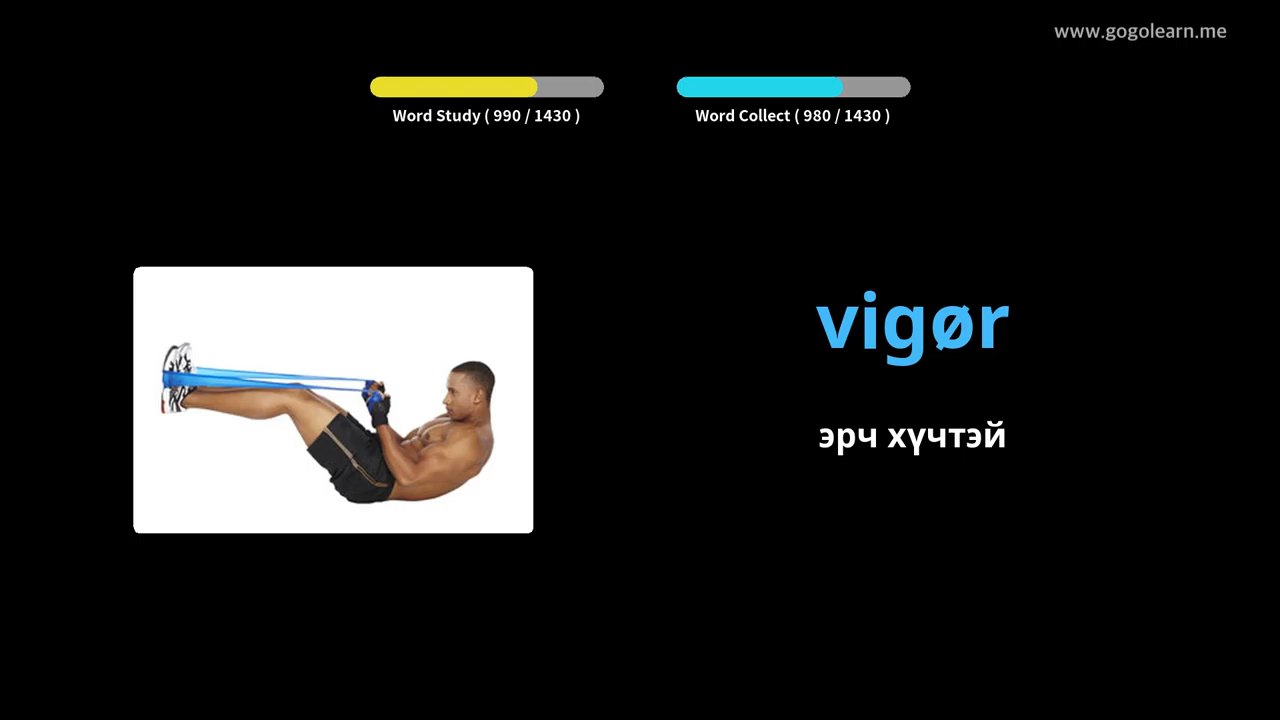 www.gogolearn.me
Word Study ( 990 / 1430 )
Word Collect ( 980 / 1430 )
vigør
эрч хүчтэй